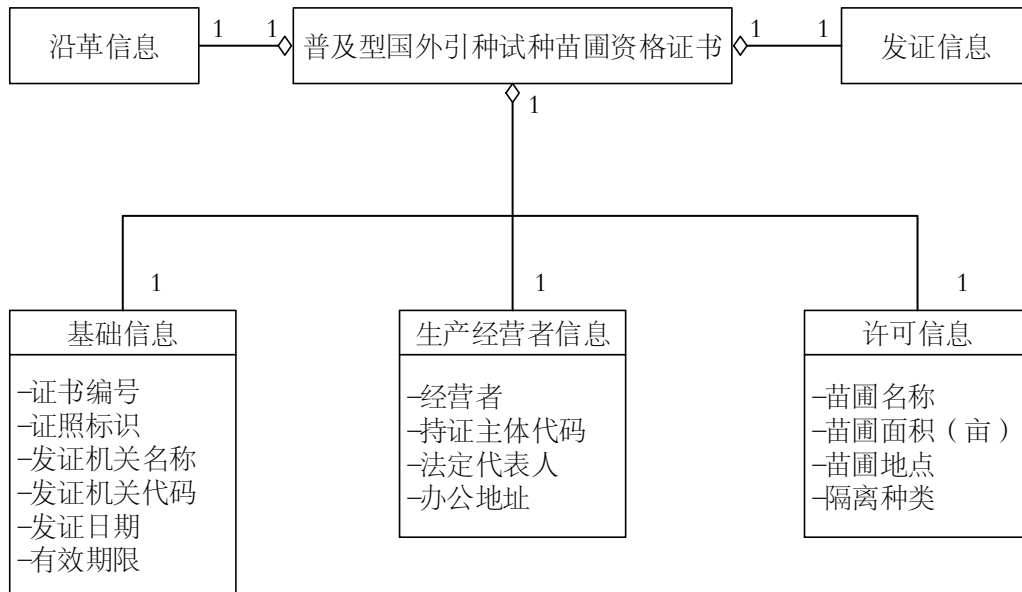 沿革信息
1
1
普及型国外引种试种苗圃资格证书
1
1
发证信息
1
1
1
1
基础信息
-证书编号
-证照标识
-发证机关名称
-发证机关代码
-发证日期
-有效期限
生产经营者信息
-经营者
-持证主体代码
-法定代表人
-办公地址
许可信息
-苗圃名称
-苗圃面积（亩）
-苗圃地点
-隔离种类